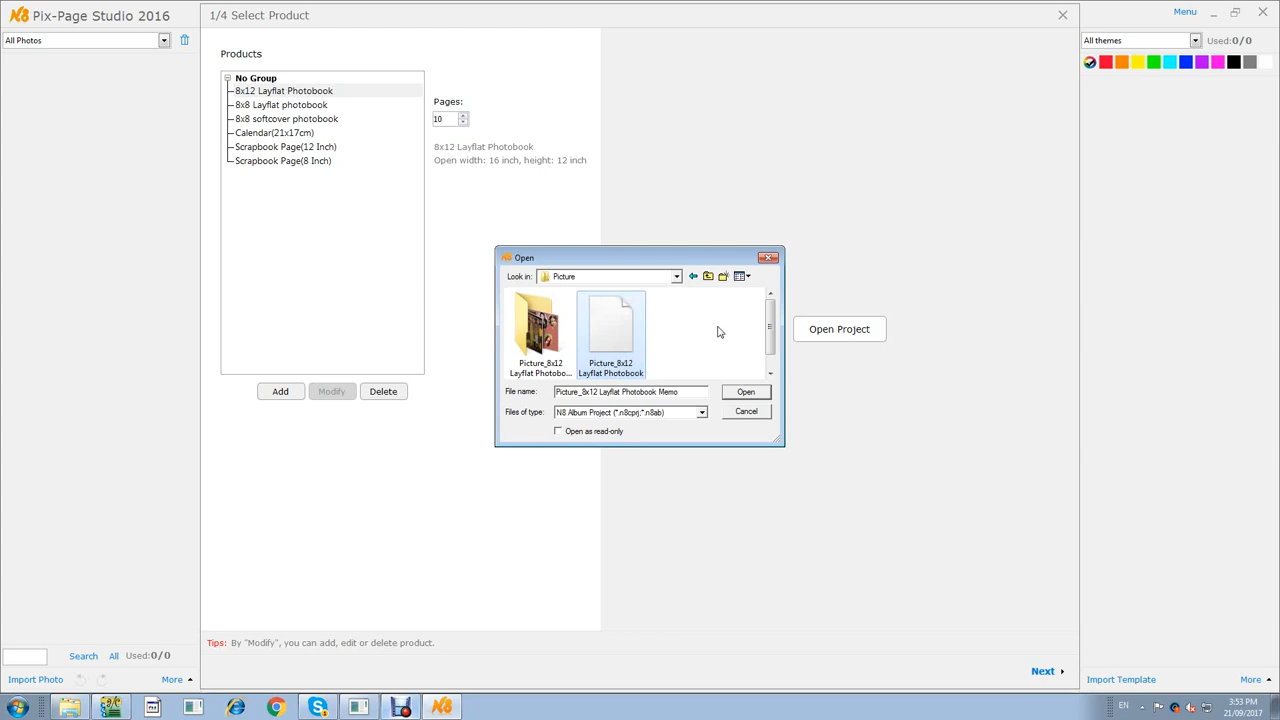 Pix-Page Studio 2016
1/4 Select Product
Menu
All Photos
All themes
Used:0/0
Products
No Group
8x12 Layflat Photobook
8x8 Layflat photobook
8x8 softcover photobook
Calendar(21x17cm)
Scrapbook Page(12 Inch)
Scrapbook Page(8 Inch)
Pages:
10
8x12 Layflat Photobook
Open width: 16 inch, height: 12 inch
Add
Modify
Delete
Open
Look in:
Picture
Picture_8x12
Layflat Photobo...
Picture_8x12
Layflat Photobook
File name:
Picture_8x12 Layflat Photobook Memo
Open
Files of type:
N8 Album Project (*.n8cprj;*.n8ab)
Cancel
Open as read-only
Open Project
Tips: By "Modify", you can add, edit or delete product.
Search
All
Used:0/0
Next
Import Photo
More
Import Template
More
EN
3:53 PM
21/09/2017